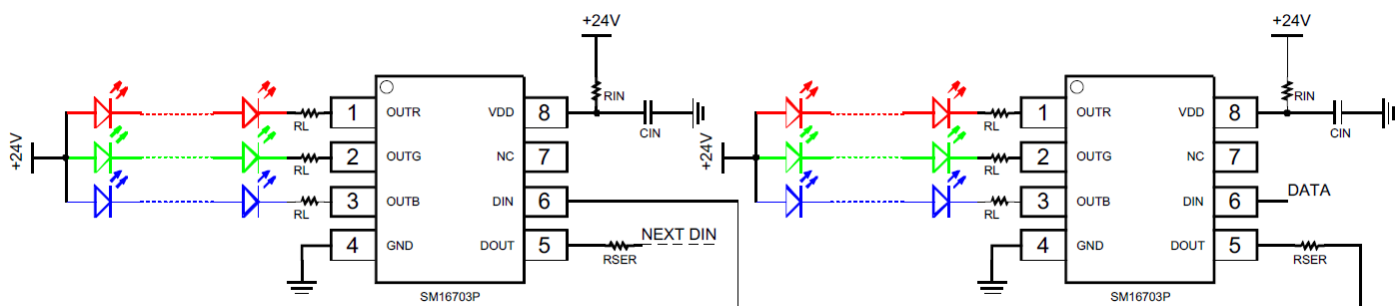 +24V
+24V
1 OUTR VDD 8
RL
RIN
CIN
+24V
2 OUTG NC 7
RL
3 OUTB DIN 6
RL
4 GND DOUT 5
RSER
NEXT DIN
SM16703P
1 OUTR VDD 8
RL
RIN
CIN
+24V
2 OUTG NC 7
RL
3 OUTB DIN 6
DATA
RL
4 GND DOUT 5
RSER
SM16703P